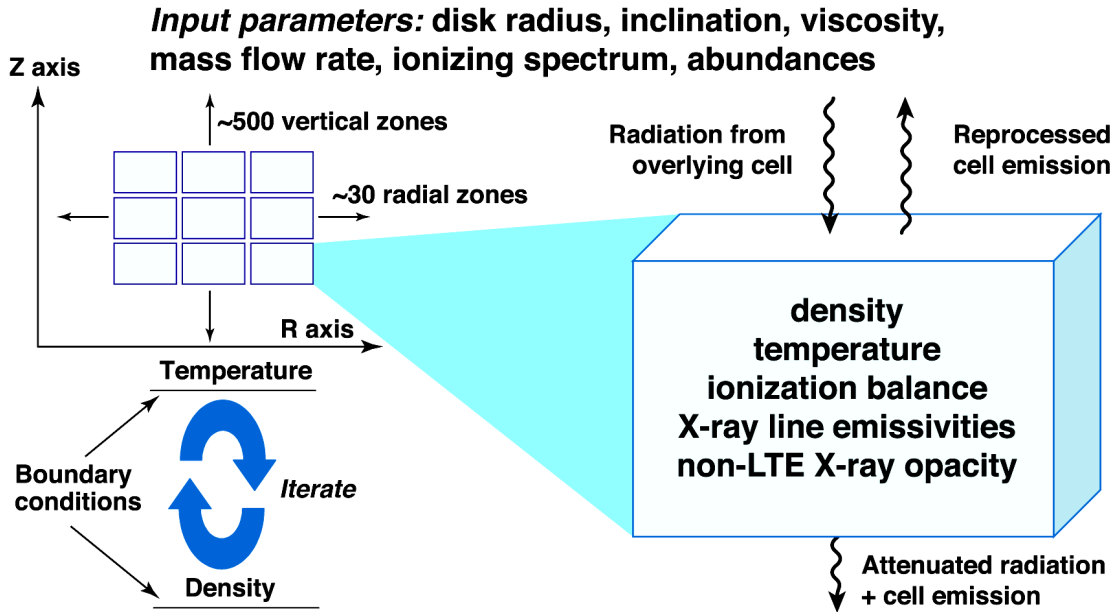 Input parameters: disk radius, inclination, viscosity,
mass flow rate, ionizing spectrum, abundances
Z axis
~500 vertical zones
~30 radial zones
R axis
Radiation from
overlying cell
Reprocessed
cell emission
density
temperature
ionization balance
X-ray line emissivities
non-LTE X-ray opacity
Temperature
Boundary
conditions
Iterate
Density
Attenuated radiation
+ cell emission